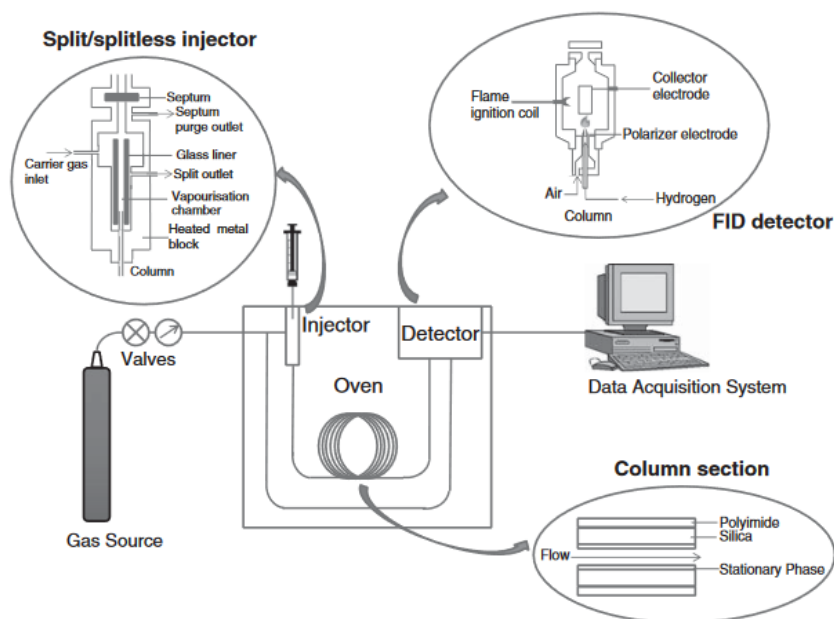 Split/splitless injector
Septum
Septum
purge outlet
Carrier gas
inlet
Glass liner
Split outlet
Vapourisation
chamber
Heated metal
block
Column
Flame
ignition coil
Collector
electrode
Polarizer electrode
Air
Hydrogen
Column
FID detector
Injector
Detector
Valves
Oven
Data Acquisition System
Gas Source
Column section
Polyimide
Silica
Flow
Stationary Phase